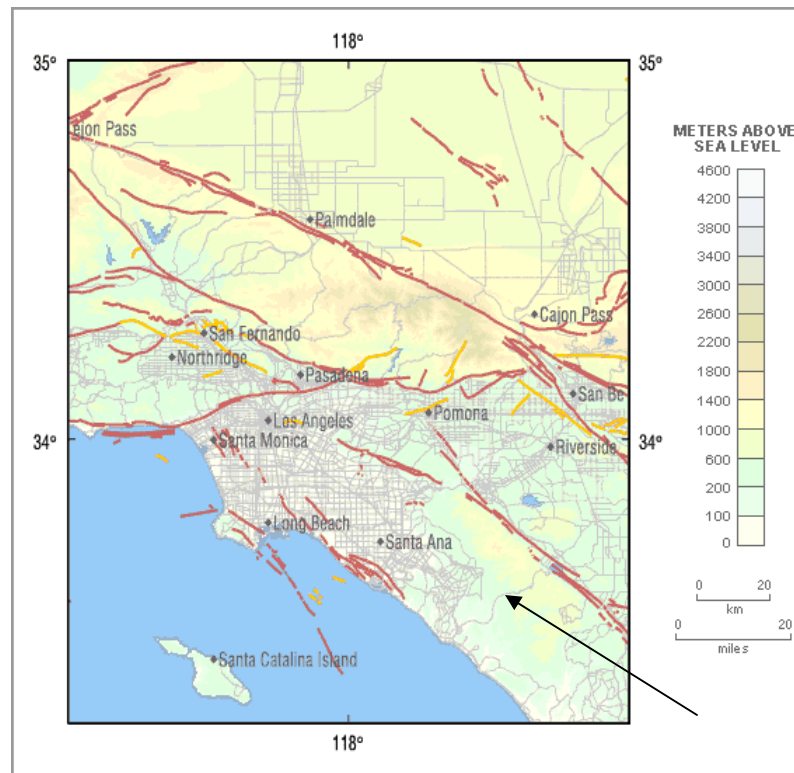 118°
35°
35°
ejon Pass
Palmdale
Cajon Pass
San Fernando
Northridge
Pasadena
San Be
Pomona
Los Angeles
34°
34°
Santa Monica
Riverside
Long Beach
Santa Ana
Santa Catalina Island
118°
METERS ABOVE
SEA LEVEL
4600
4200
3800
3400
3000
2600
2200
1800
1400
1000
600
200
100
0
0 20
km
0 20
miles